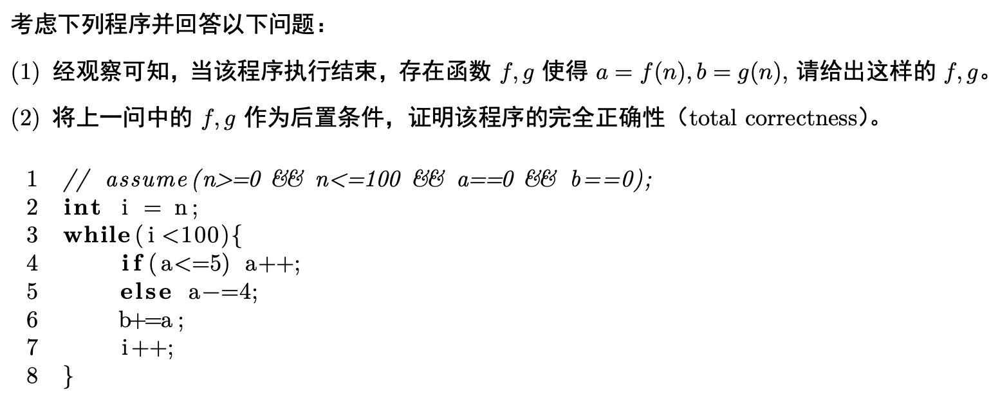 考虑下列程序并回答以下问题：
(1) 经观察可知，当该程序执行结束，存在函数 f, g 使得 a = f(n), b = g(n), 请给出这样的 f, g。
(2) 将上一问中的 f, g 作为后置条件，证明该程序的完全正确性（total correctness）。
1 // assume(n>=0 && n<=100 && a==0 && b==0);
2 int i = n;
3 while(i<100){
4 if(a<=5) a++;
5 else a-=4;
6 b+=a;
7 i++;
8 }